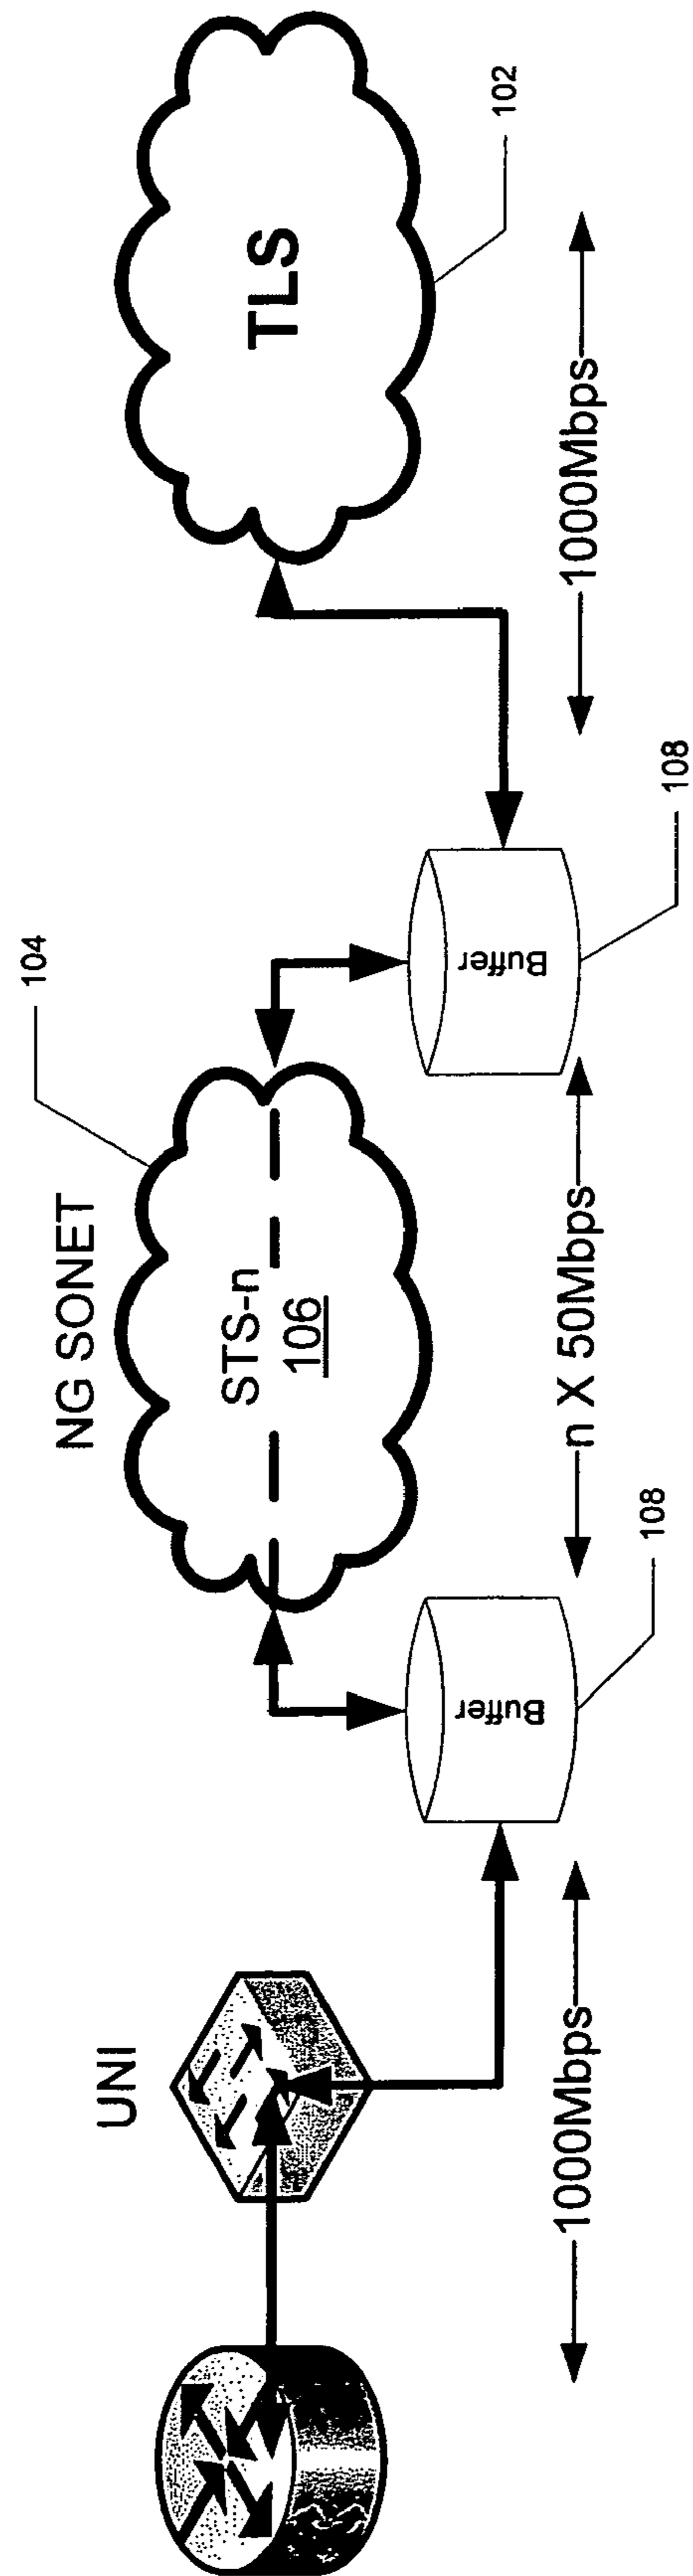 UNI
NG SONET
104
STS-n
106
TLS
102
Buffer
108
Buffer
108
1000Mbps
n X 50Mbps
1000Mbps